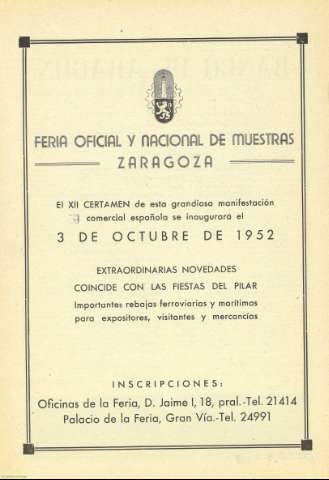 FERIA OFICIAL Y NACIONAL DE MUESTRAS
ZARAGOZA
El XII CERTAMEN de esta grandiosa manifestación
comercial española se inaugurará el
3 DE OCTUBRE DE 1952
EXTRAORDINARIAS NOVEDADES
COINCIDE CON LAS FIESTAS DEL PILAR
Importantes rebajas ferroviarias y marítimas
para expositores, visitantes y mercancías
INSCRIPCIONES:
Oficinas de la Feria, D. Jaime I, 18, pral.-Tel. 21414
Palacio de la Feria, Gran Vía.-Tel. 24991